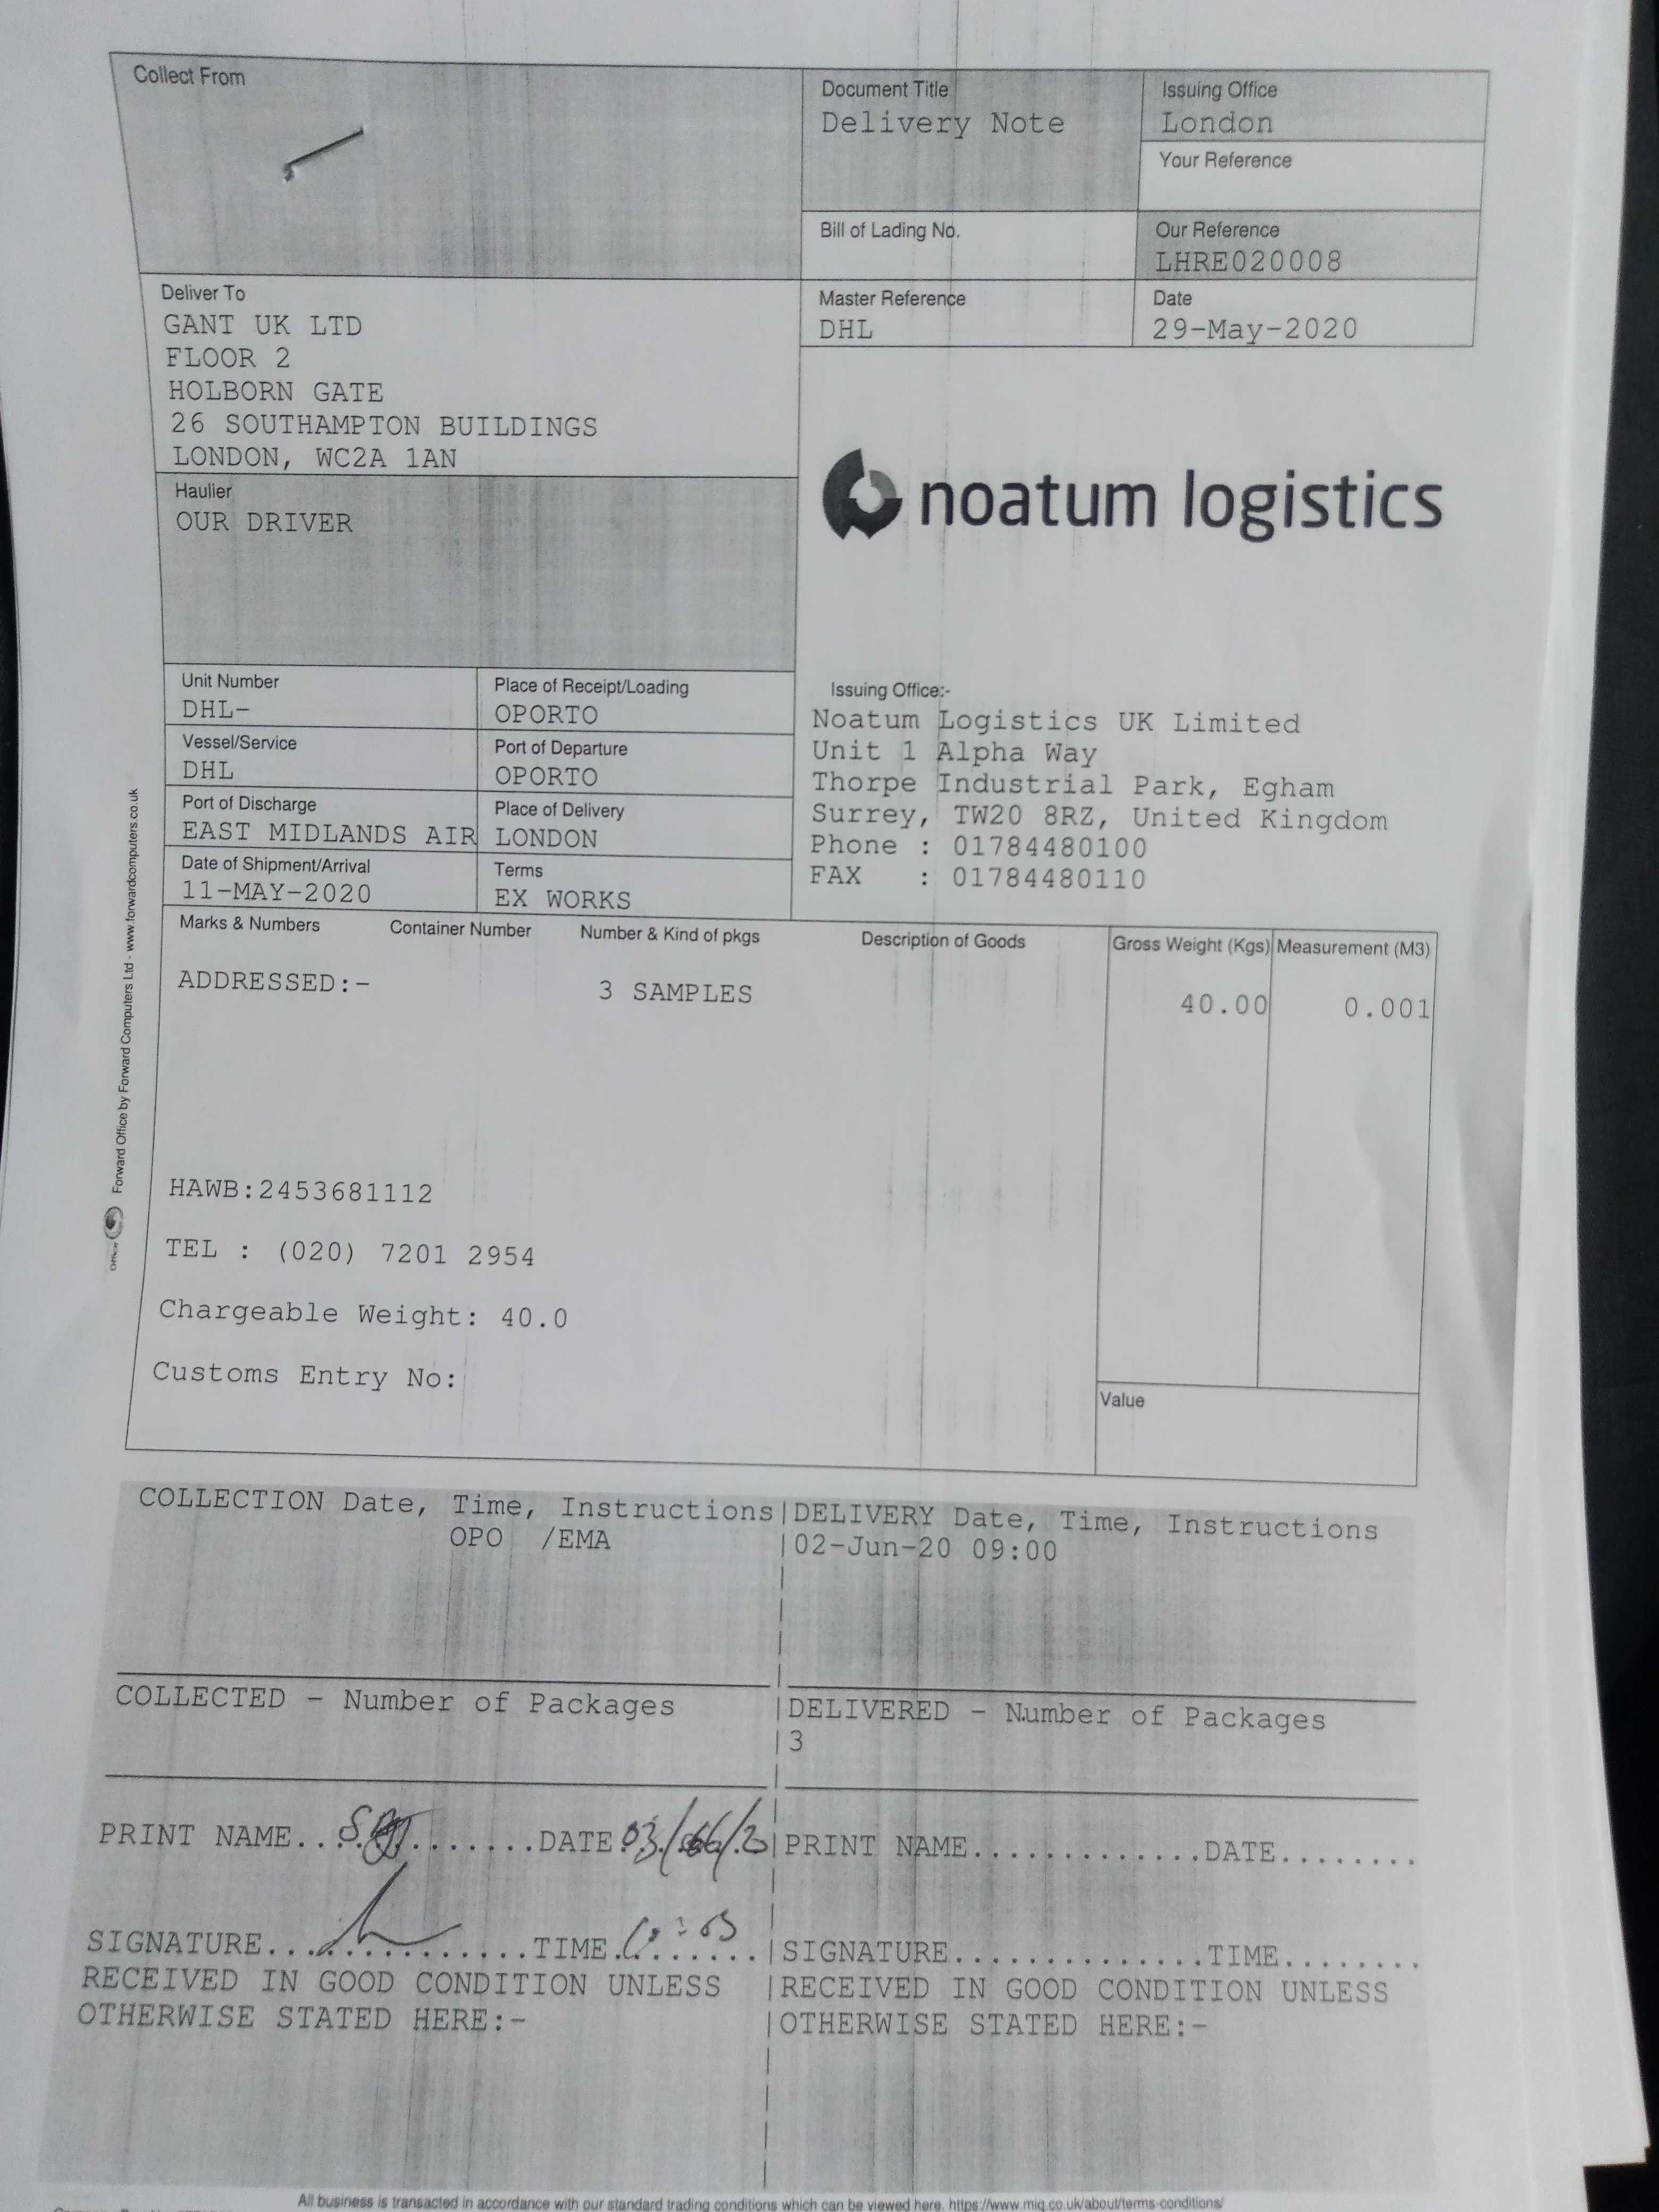 Collect From
Document Title
Delivery Note
Issuing Office
London
Your Reference
Bill of Lading No.
Our Reference
LHRE020008
Deliver To
GANT UK LTD
FLOOR 2
HOLBORN GATE
26 SOUTHAMPTON BUILDINGS
LONDON, WC2A 1AN
Master Reference
DHL
Date
29-May-2020
noatum logistics
Haulier
OUR DRIVER
Unit Number
DHL-
Place of Receipt/Loading
OPORTO
Vessel/Service
DHL
Port of Departure
OPORTO
Port of Discharge
EAST MIDLANDS AIR
Place of Delivery
LONDON
Date of Shipment/Arrival
11-MAY-2020
Terms
EX WORKS
Issuing Office:-
Noatum Logistics UK Limited
Unit 1 Alpha Way
Thorpe Industrial Park, Egham
Surrey, TW20 8RZ, United Kingdom
Phone : 01784480100
FAX : 01784480110
Marks & Numbers Container Number Number & Kind of pkgs Description of Goods Gross Weight (Kgs) Measurement (M3)
ADDRESSED:- 3 SAMPLES 40.00 0.001
HAWB:2453681112
TEL : (020) 7201 2954
Chargeable Weight: 40.0
Customs Entry No:
Value
Forward Office by Forward Computers Ltd - www.forwardcomputers.co.uk
COLLECTION Date, Time, Instructions|DELIVERY Date, Time, Instructions
OPO /EMA |02-Jun-20 09:00
COLLECTED - Number of Packages |DELIVERED - Number of Packages
|3
PRINT NAME.............DATE 03/06/2 |PRINT NAME..............DATE........
SIGNATURE..............TIME........|SIGNATURE...............TIME........
RECEIVED IN GOOD CONDITION UNLESS |RECEIVED IN GOOD CONDITION UNLESS
OTHERWISE STATED HERE:- |OTHERWISE STATED HERE:-
All business is transacted in accordance with our standard trading conditions which can be viewed here. https://www.miq.co.uk/about/terms-conditions/